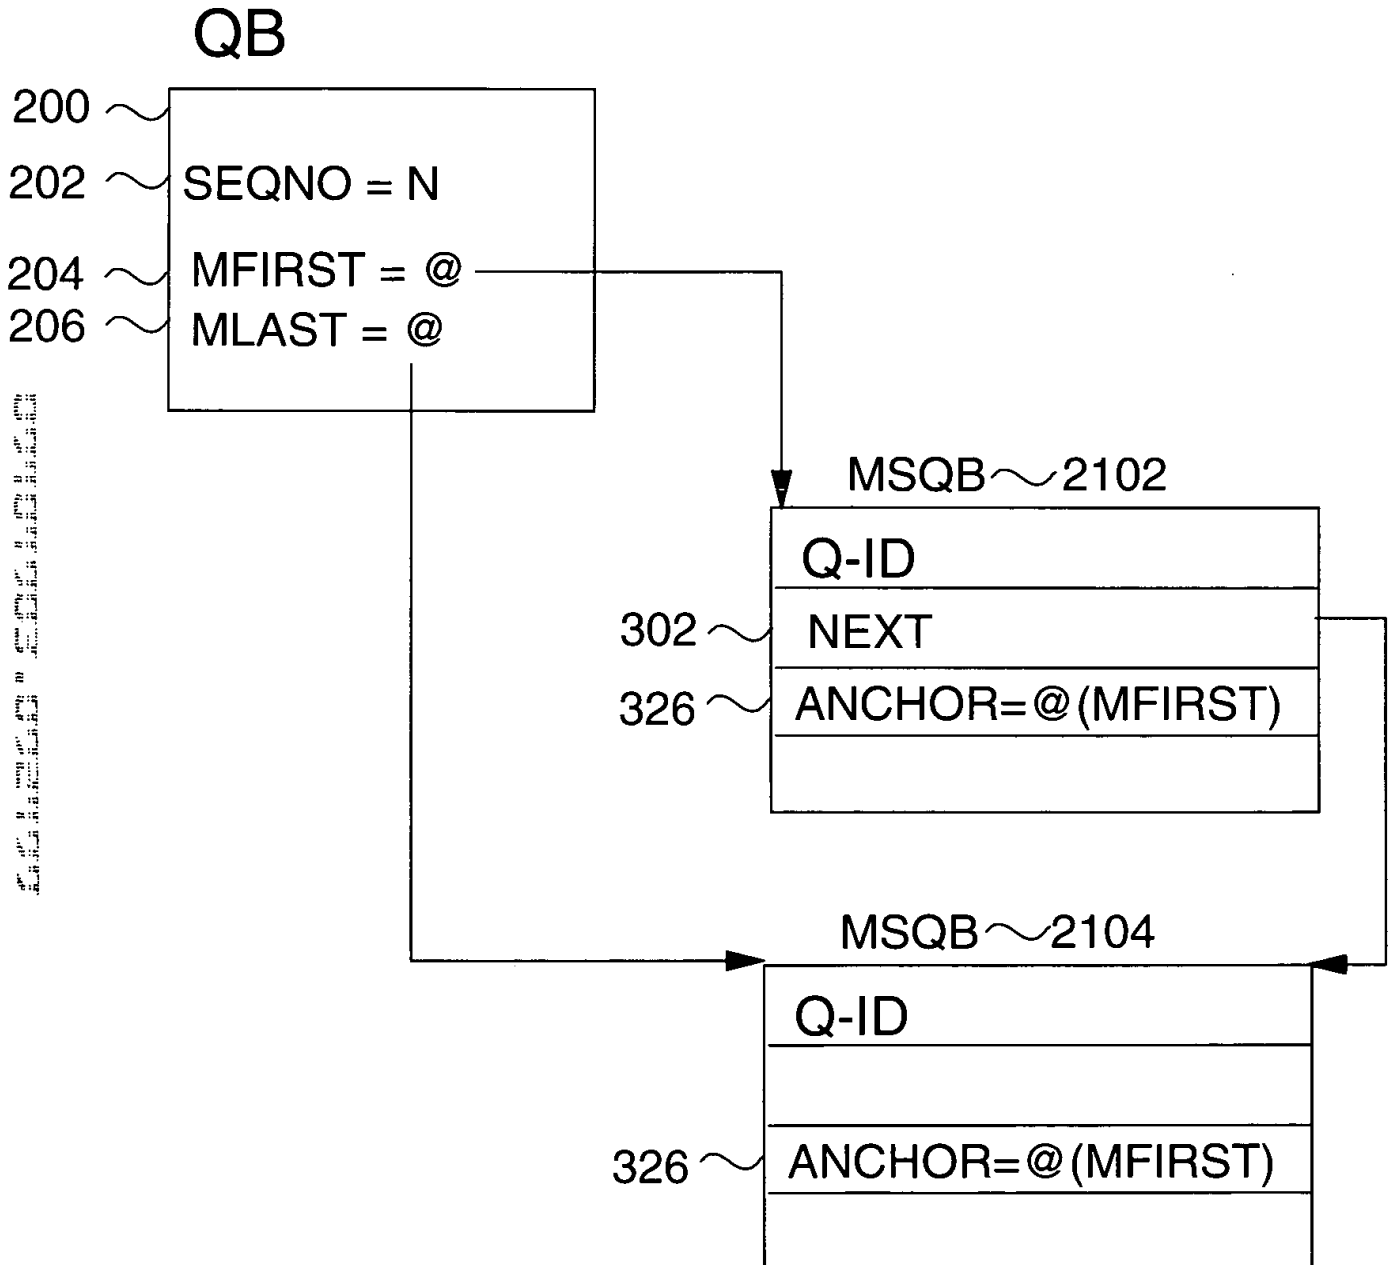 QB
200
202 SEQNO = N
204 MFIRST = @
206 MLAST = @
MSQB 2102
Q-ID
302 NEXT
326 ANCHOR=@(MFIRST)
MSQB 2104
Q-ID
326 ANCHOR=@(MFIRST)